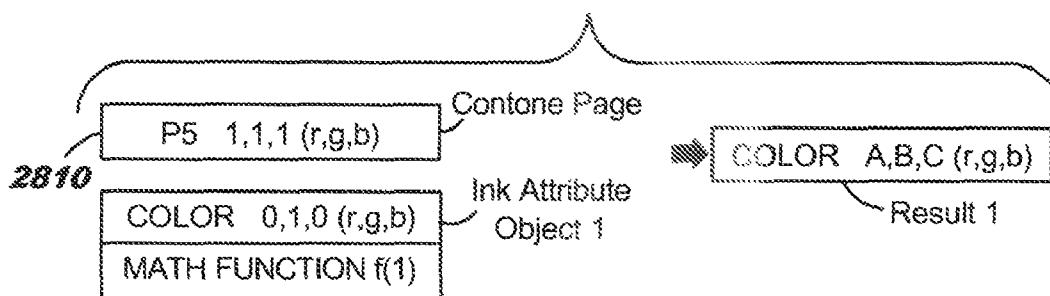 P5 1,1,1 (r,g,b)
Contone Page
2810
COLOR 0,1,0 (r,g,b)
Ink Attribute
Object 1
MATH FUNCTION f(1)
COLOR A,B,C (r,g,b)
Result 1